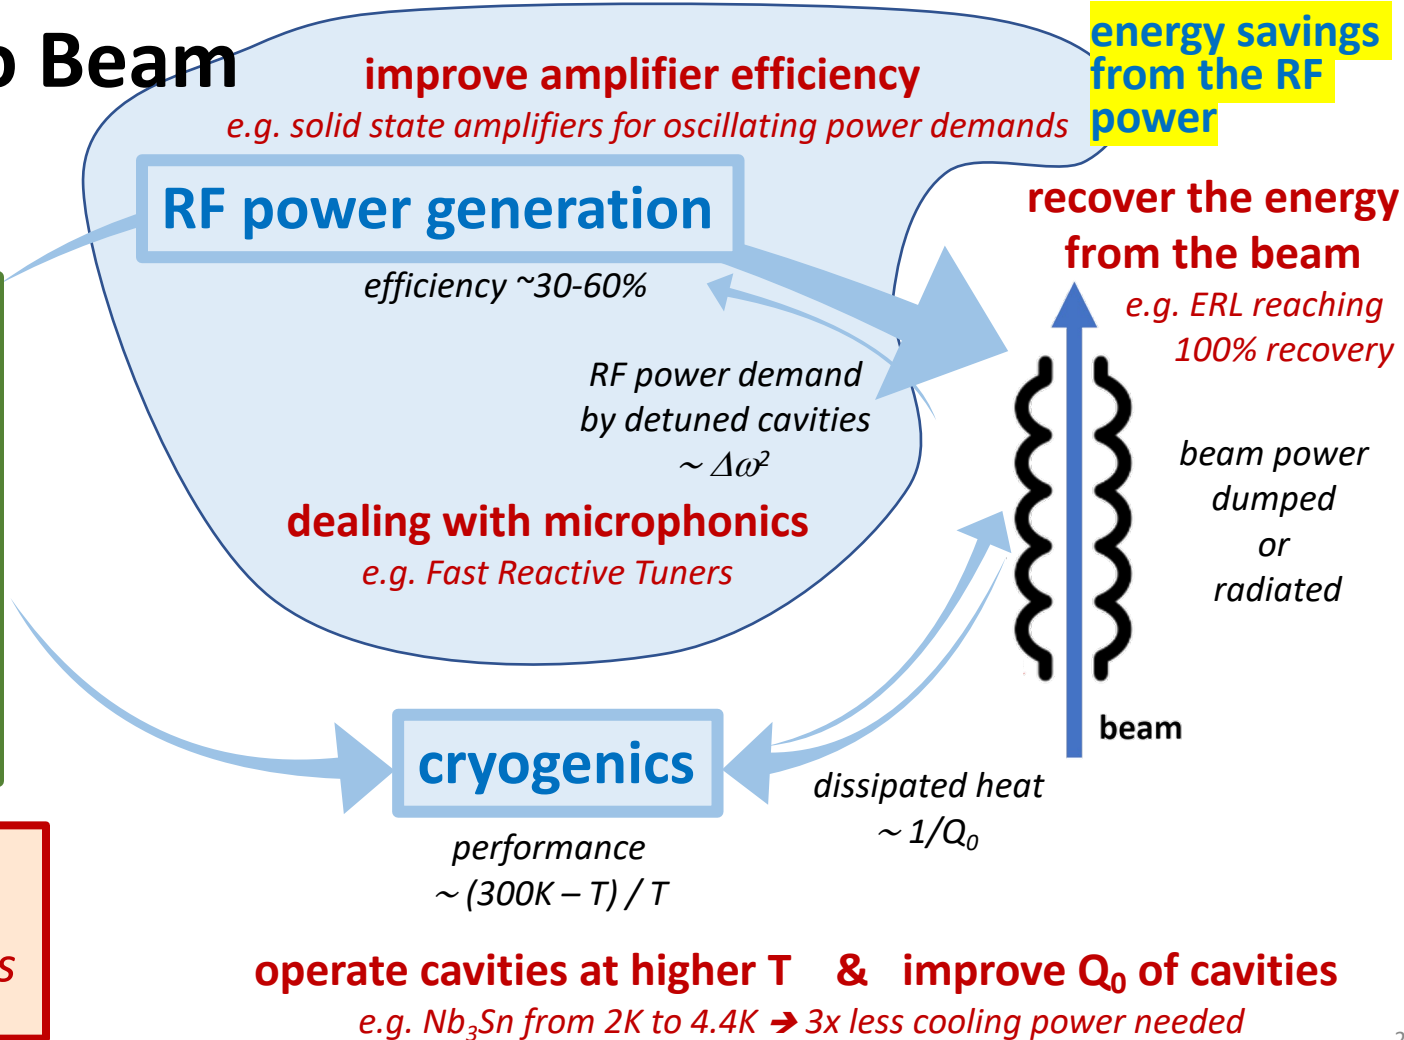 o Beam
energy savings
from the RF
power
improve amplifier efficiency
e.g. solid state amplifiers for oscillating power demands
RF power generation
efficiency ~30-60%
recover the energy
from the beam
e.g. ERL reaching
100% recovery
RF power demand
by detuned cavities
~ Δω²
beam power
dumped
or
radiated
dealing with microphonics
e.g. Fast Reactive Tuners
beam
cryogenics
dissipated heat
~ 1/Q₀
performance
~ (300K – T) / T
s
operate cavities at higher T & improve Q₀ of cavities
e.g. Nb₃Sn from 2K to 4.4K ➔ 3x less cooling power needed